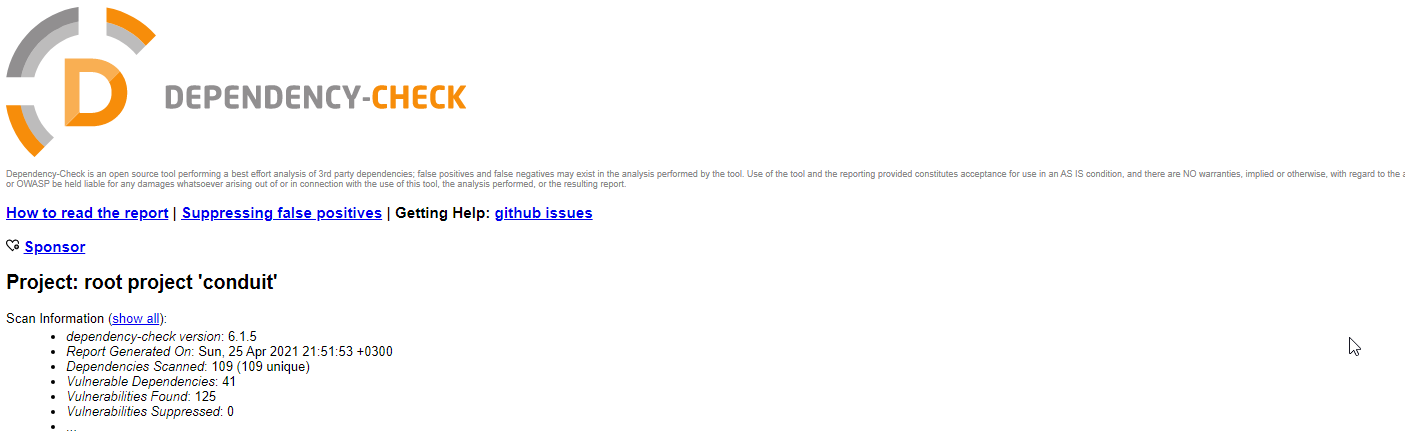 D
DEPENDENCY-CHECK
Dependency-Check is an open source tool performing a best effort analysis of 3rd party dependencies; false positives and false negatives may exist in the analysis performed by the tool. Use of the tool and the reporting provided constitutes acceptance for use in an AS IS condition, and there are NO warranties, implied or otherwise, with regard to the a
or OWASP be held liable for any damages whatsoever arising out of or in connection with the use of this tool, the analysis performed, or the resulting report.
How to read the report | Suppressing false positives | Getting Help: github issues
Sponsor
Project: root project 'conduit'
Scan Information (show all):
• dependency-check version: 6.1.5
• Report Generated On: Sun, 25 Apr 2021 21:51:53 +0300
• Dependencies Scanned: 109 (109 unique)
• Vulnerable Dependencies: 41
• Vulnerabilities Found: 125
• Vulnerabilities Suppressed: 0
• ...